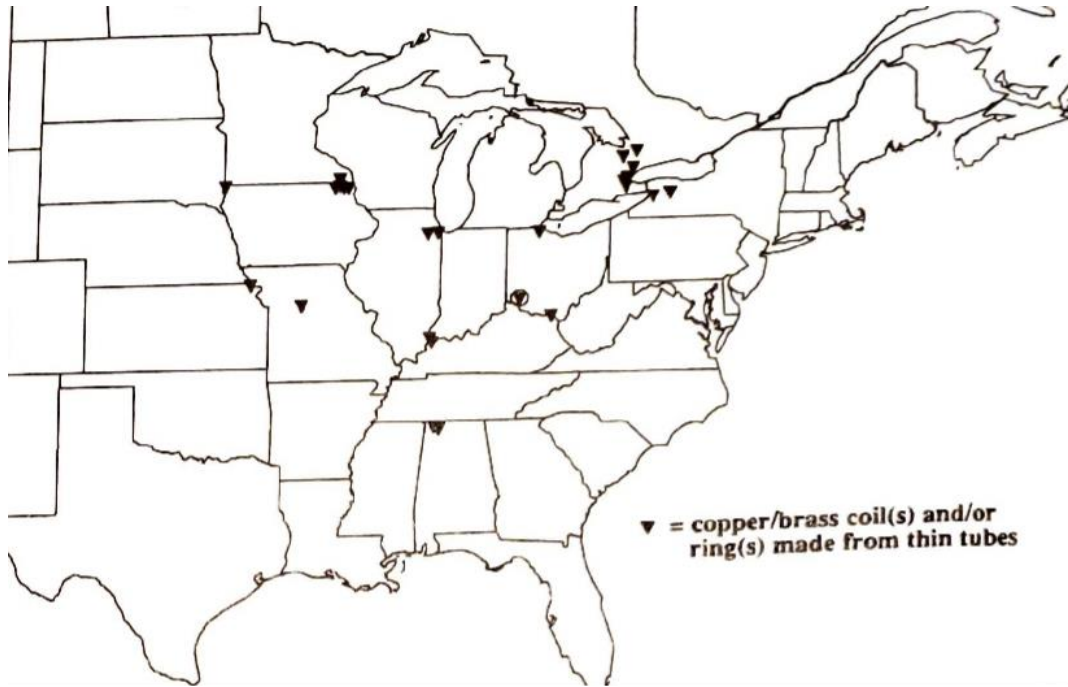 ▼ = copper/brass coil(s) and/or
ring(s) made from thin tubes